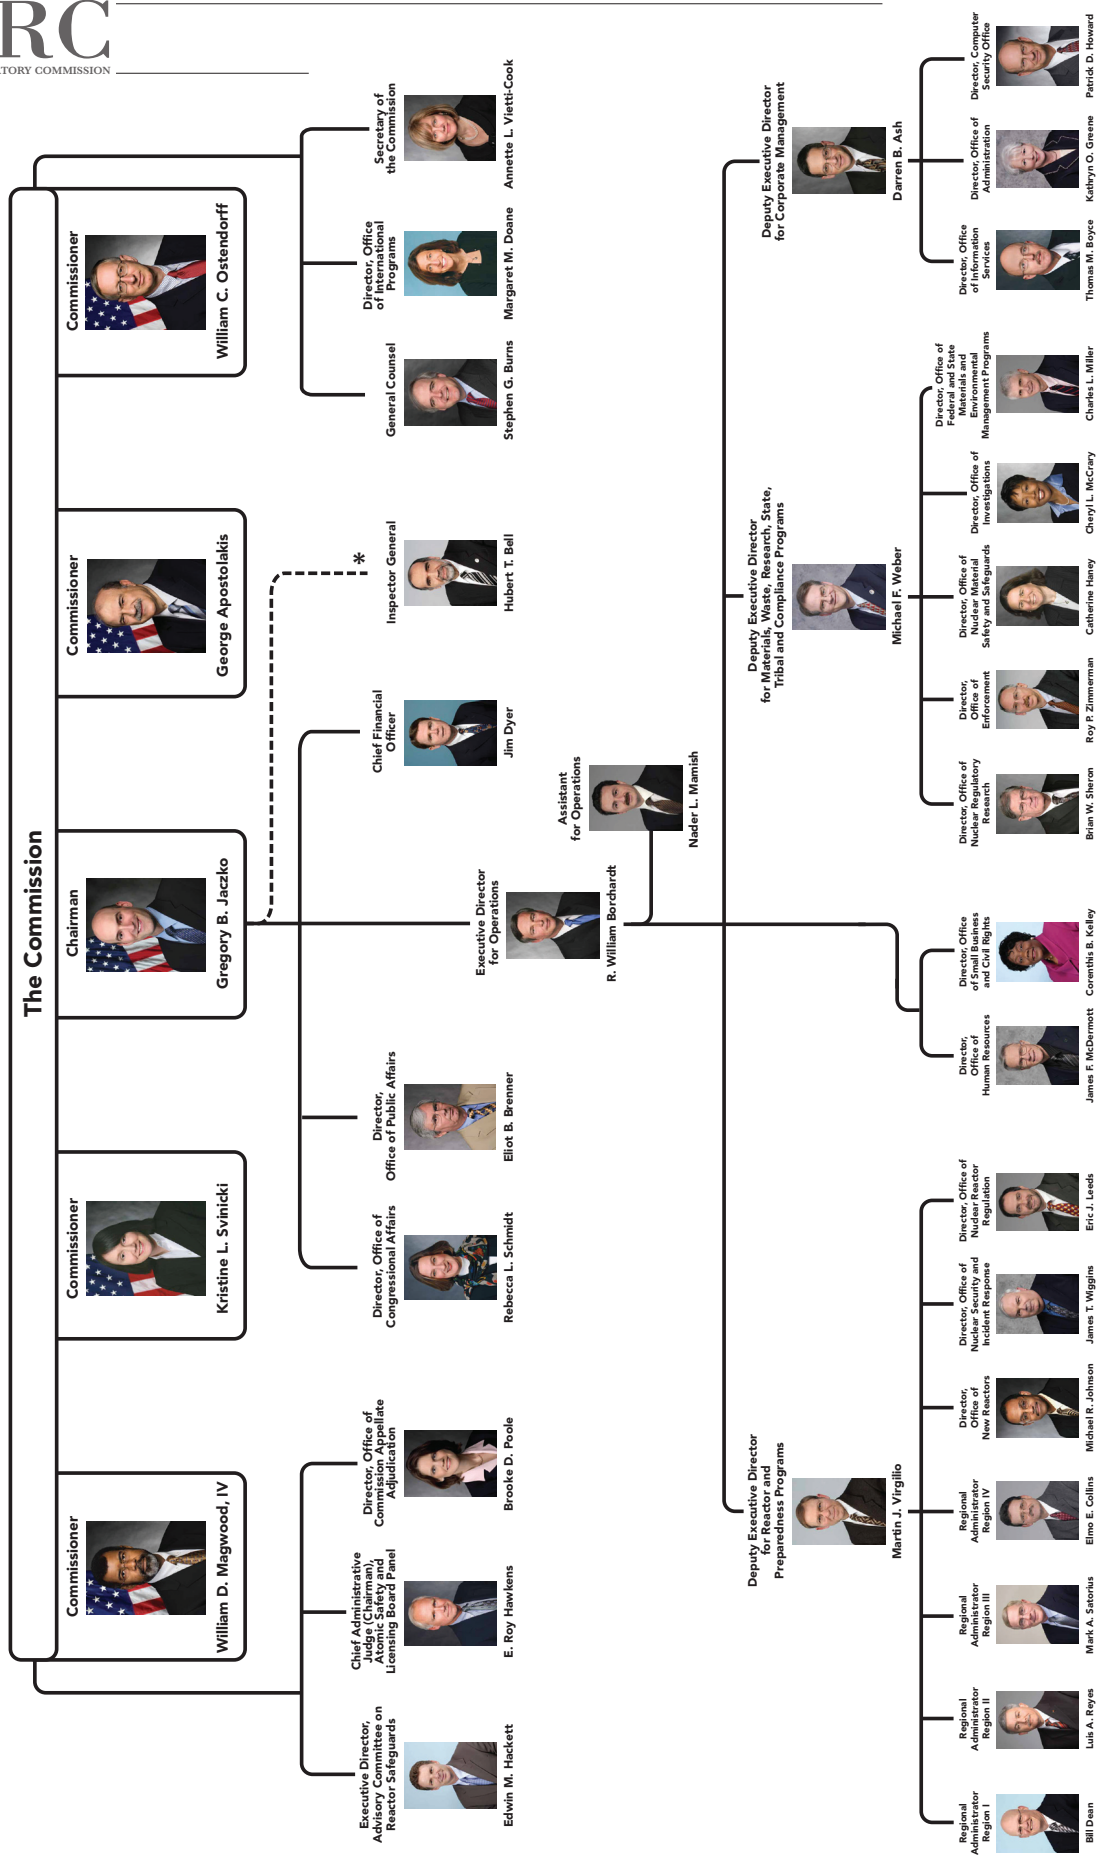 RC
TORY COMMISSION
The Commission
Commissioner
William D. Magwood, IV
Commissioner
Kristine L. Svinicki
Chairman
Gregory B. Jaczko
Commissioner
George Apostolakis
Commissioner
William C. Ostendorff
Executive Director,
Advisory Committee on
Reactor Safeguards
Edwin M. Hackett
Chief Administrative
Judge (Chairman),
Atomic Safety and
Licensing Board Panel
E. Roy Hawkens
Director, Office of
Commission Appellate
Adjudication
Brooke D. Poole
Director, Office of
Congressional Affairs
Rebecca L. Schmidt
Director,
Office of Public Affairs
Eliot B. Brenner
Chief Financial
Officer
Jim Dyer
*
Inspector General
Hubert T. Bell
General Counsel
Stephen G. Burns
Director, Office
of International
Programs
Margaret M. Doane
Secretary of
the Commission
Annette L. Vietti-Cook
Executive Director
for Operations
R. William Borchardt
Assistant
for Operations
Nader L. Mamish
Deputy Executive Director
for Reactor and
Preparedness Programs
Martin J. Virgilio
Deputy Executive Director
for Materials, Waste, Research, State,
Tribal and Compliance Programs
Michael F. Weber
Deputy Executive Director
for Corporate Management
Darren B. Ash
Regional
Administrator
Region I
Bill Dean
Regional
Administrator
Region II
Luis A. Reyes
Regional
Administrator
Region III
Mark A. Satorius
Regional
Administrator
Region IV
Elmo E. Collins
Director,
Office of
New Reactors
Michael R. Johnson
Director, Office of
Nuclear Security and
Incident Response
James T. Wiggins
Director, Office of
Nuclear Reactor
Regulation
Eric J. Leeds
Director,
Office of
Human Resources
James F. McDermott
Director, Office
of Small Business
and Civil Rights
Corenthis B. Kelley
Director, Office of
Nuclear Regulatory
Research
Brian W. Sheron
Director,
Office of
Enforcement
Roy P. Zimmerman
Director, Office of
Nuclear Material
Safety and Safeguards
Catherine Haney
Director, Office of
Investigations
Cheryl L. McCrary
Director, Office of
Federal and State
Materials and
Environmental
Management Programs
Charles L. Miller
Director, Office
of Information
Services
Thomas M. Boyce
Director, Office of
Administration
Kathryn O. Greene
Director, Computer
Security Office
Patrick D. Howard